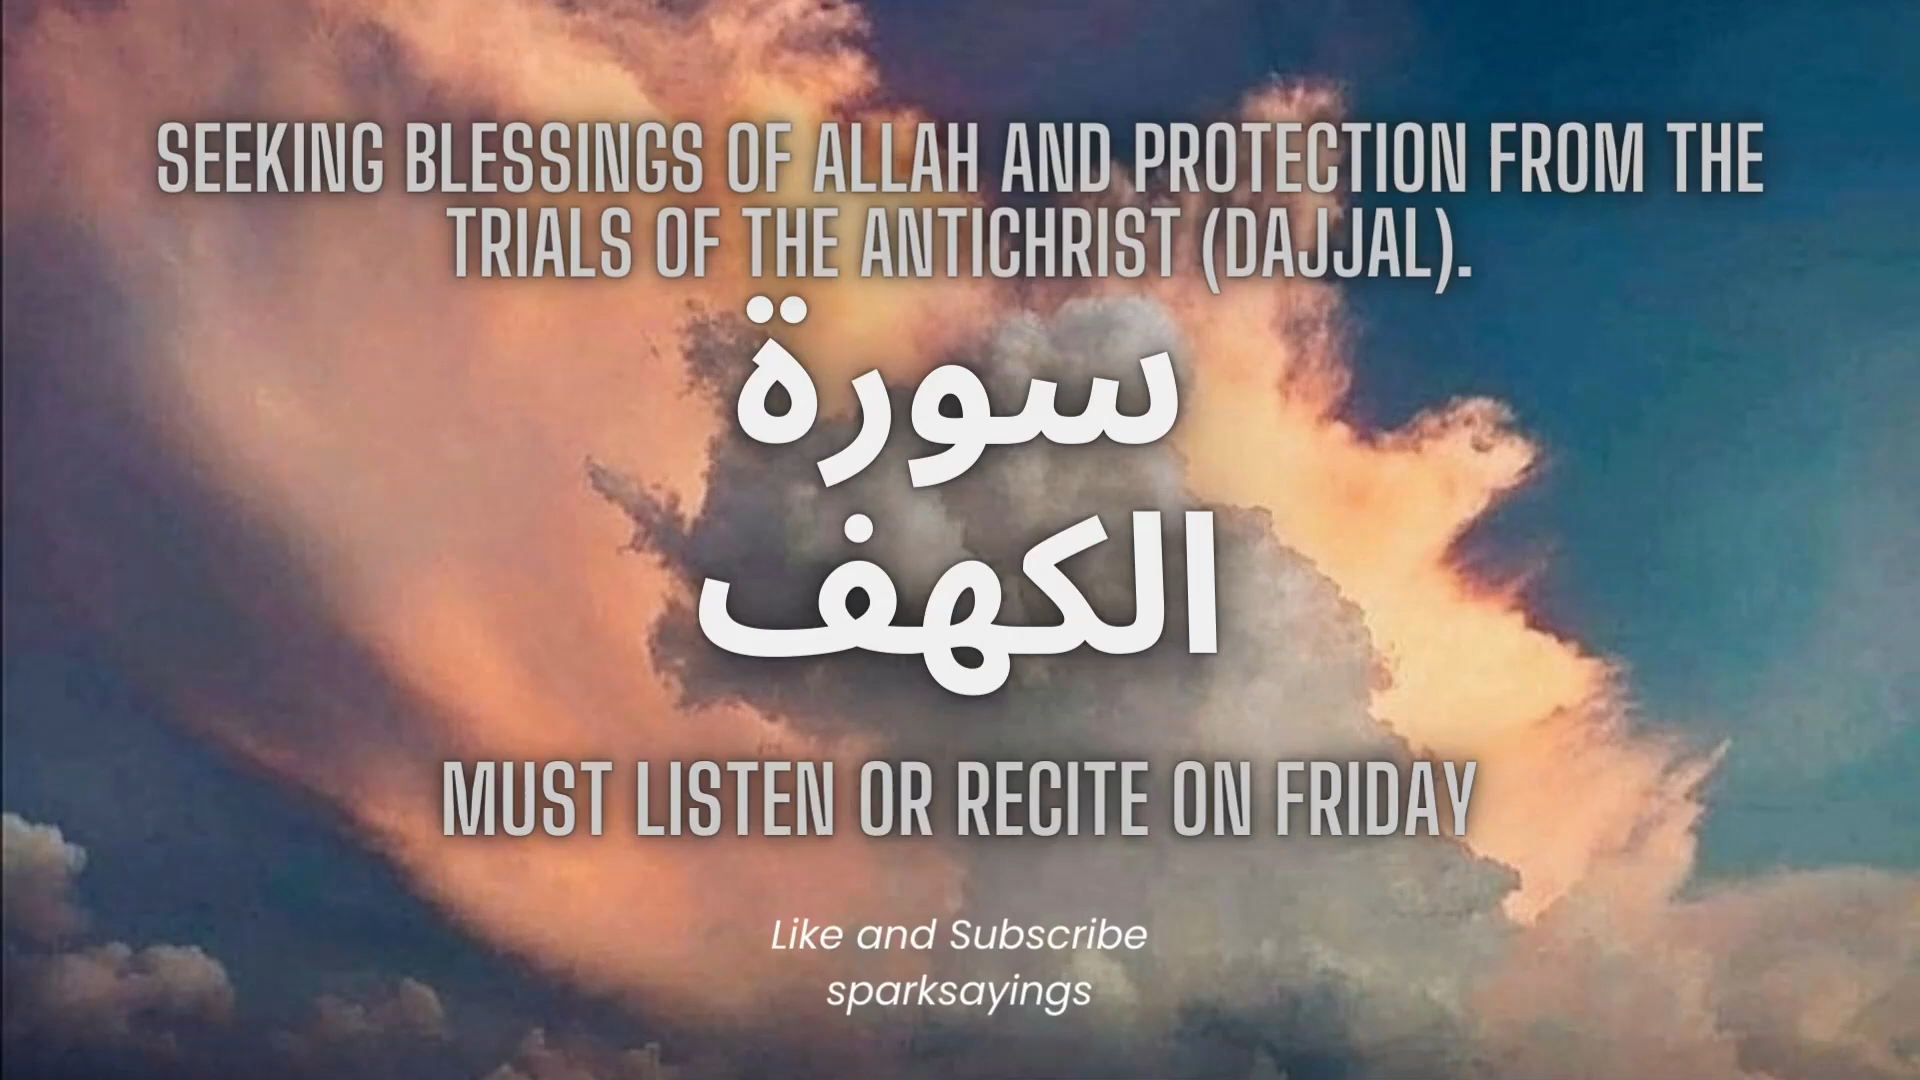 SEEKING BLESSINGS OF ALLAH AND PROTECTION FROM THE
TRIALS OF THE ANTICHRIST (DAJJAL).
سورة
الكهف
MUST LISTEN OR RECITE ON FRIDAY
Like and Subscribe
sparksayings